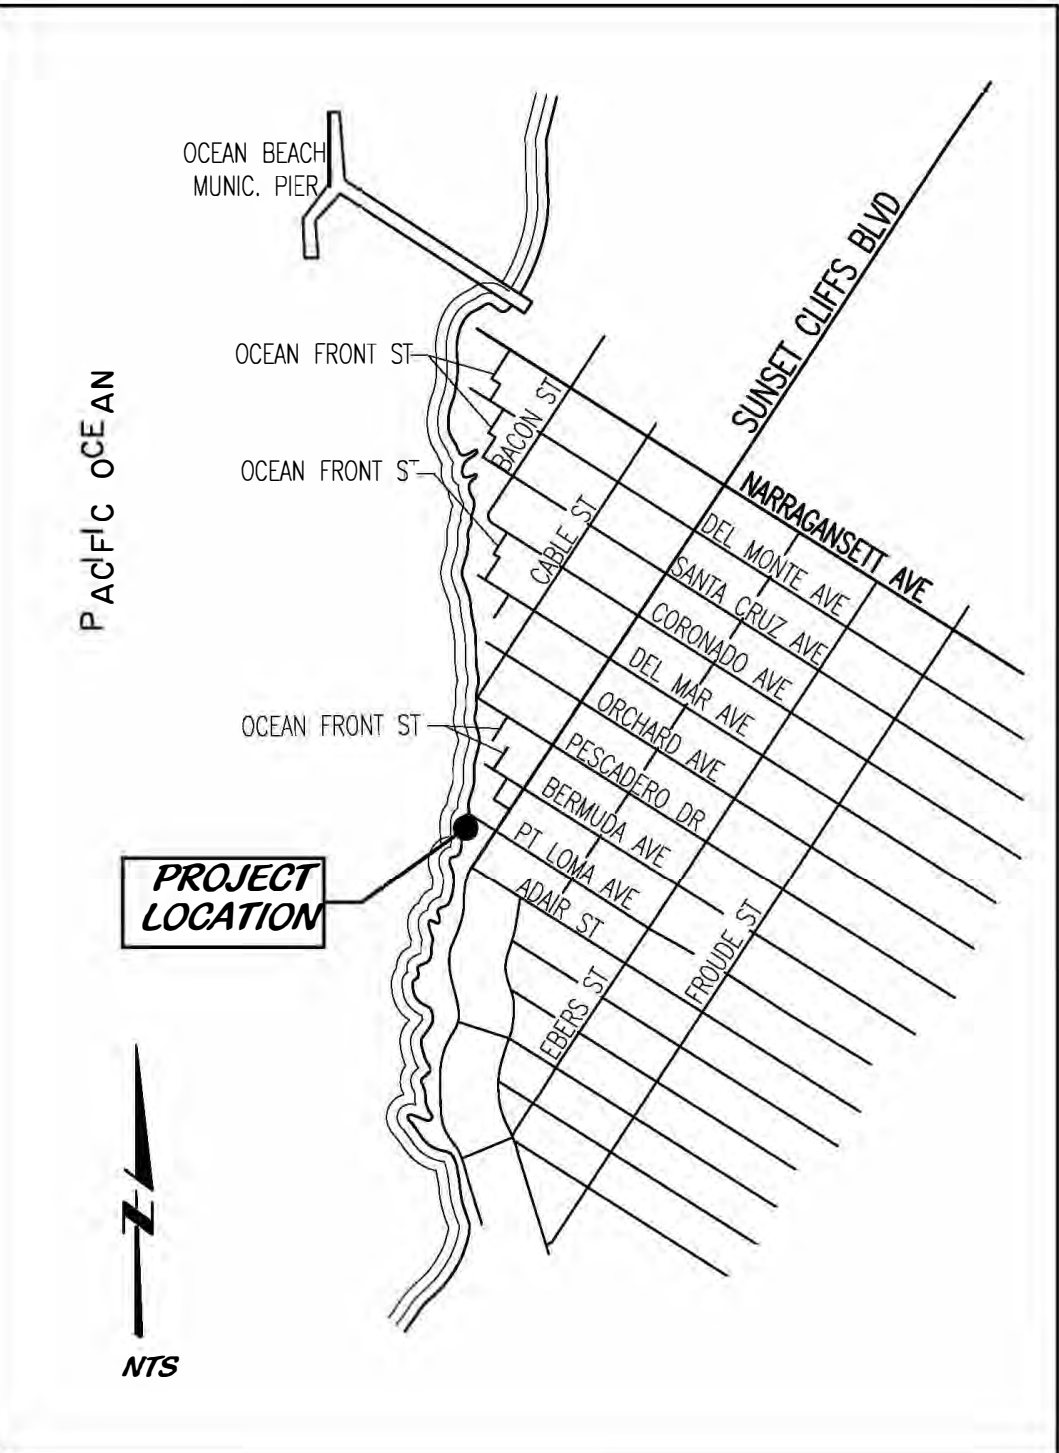 OCEAN BEACH
MUNIC. PIER
SUNSET CLIFFS BLVD
OCEAN FRONT ST
PACIFIC OCEAN
BACON ST
OCEAN FRONT ST
CABLE ST
NARRAGANSETT AVE
DEL MONTE AVE
SANTA CRUZ AVE
CORONADO AVE
DEL MAR AVE
ORCHARD AVE
OCEAN FRONT ST
PESCADERO DR
BERMUDA AVE
PT LOMA AVE
ADAIR ST
PROJECT
LOCATION
FROUDE ST
EBERS ST
N
NTS